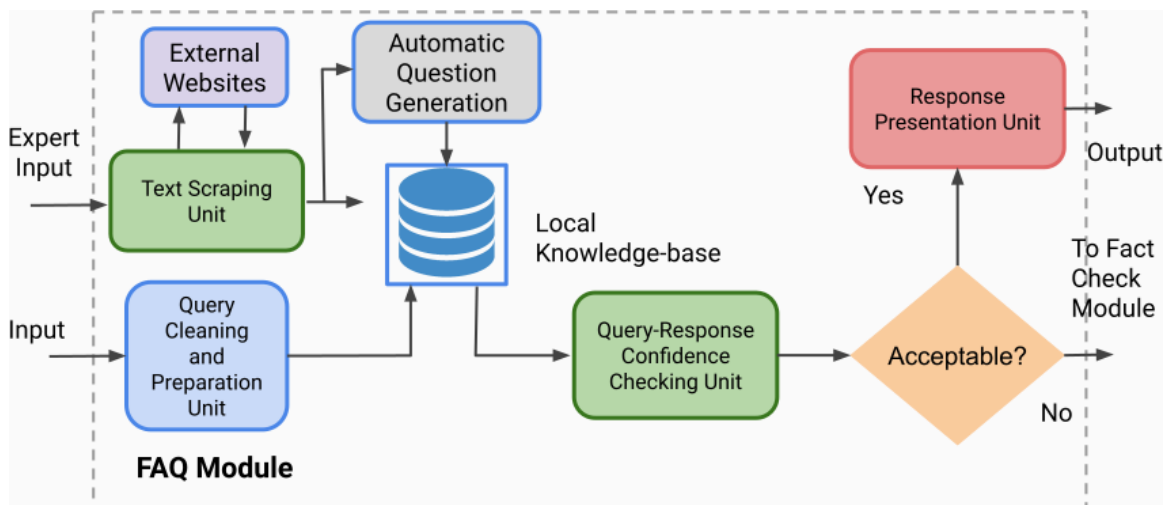 External
Websites
Automatic
Question
Generation
Response
Presentation Unit
Expert
Input
Output
Text Scraping
Unit
Yes
Local
Knowledge-base
To Fact
Check
Module
Query
Cleaning
and
Preparation
Unit
Input
Query-Response
Confidence
Checking Unit
Acceptable?
No
FAQ Module